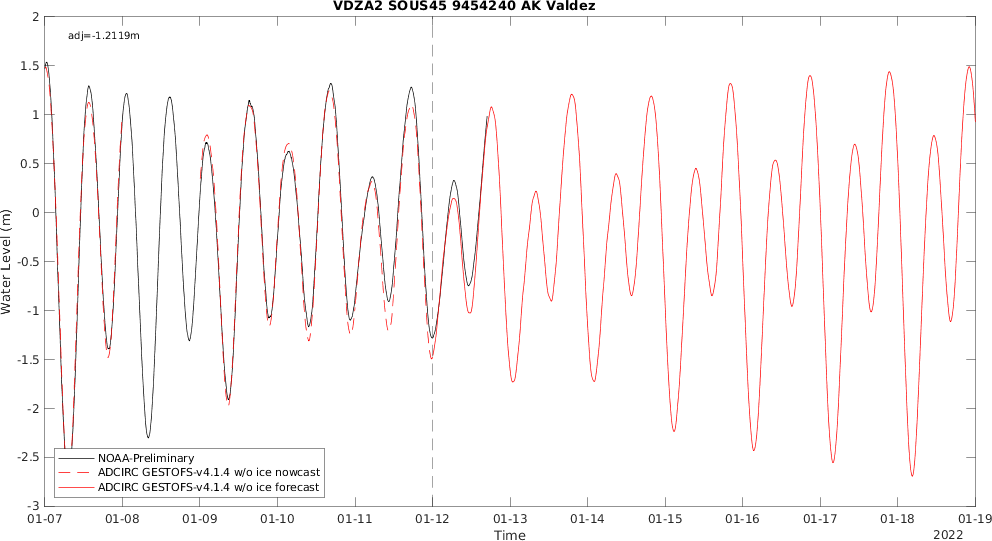 VDZA2 SOUS45 9454240 AK Valdez
adj=-1.2119m
2
1.5
1
0.5
0
-0.5
-1
-1.5
-2
-2.5
-3
Water Level (m)
NOAA-Preliminary
ADCIRC GESTOFS-v4.1.4 w/o ice nowcast
ADCIRC GESTOFS-v4.1.4 w/o ice forecast
01-07 01-08 01-09 01-10 01-11 01-12 01-13 01-14 01-15 01-16 01-17 01-18 01-19
Time
2022